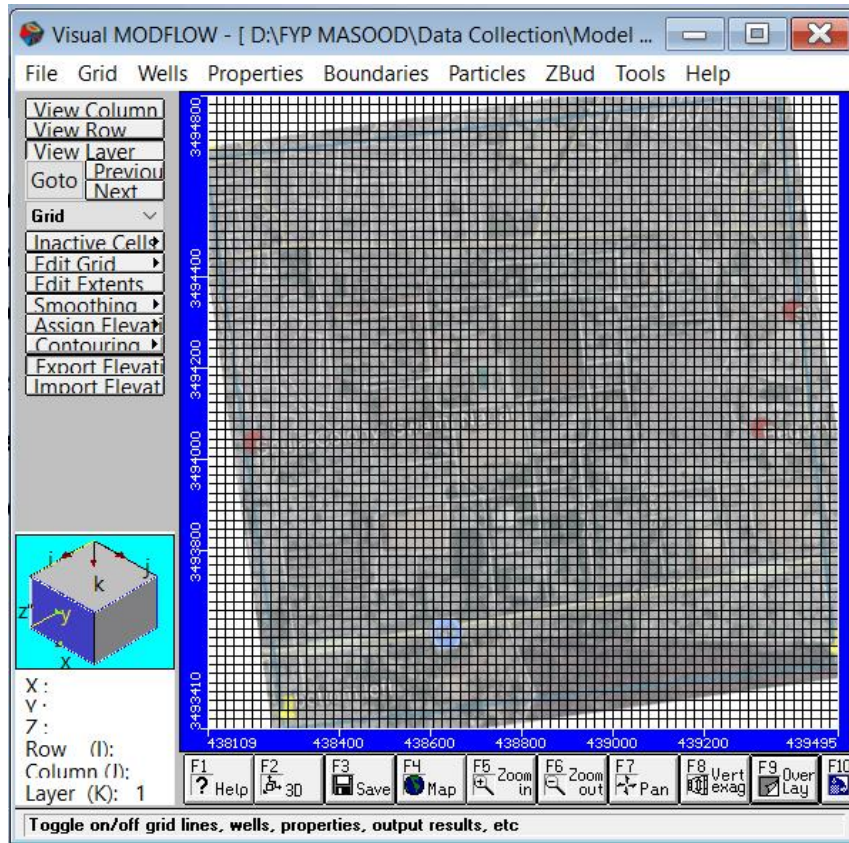 Visual MODFLOW - [ D:\FYP MASOOD\Data Collection\Model ...
File Grid Wells Properties Boundaries Particles ZBud Tools Help
View Column
View Row
View Layer
Goto
Previou
Next
Grid
Inactive Cells
Edit Grid
Edit Extents
Smoothing
Assign Elevati
Contouring
Export Elevati
Import Elevat
3494800
3494400
3494200
3494000
3493800
3493410
438109 438400 438600 438800 439000 439200 439495
i j k
z y x
X :
Y :
Z :
Row (I):
Column (J):
Layer (K): 1
F1 ? Help
F2 3D
F3 Save
F4 Map
F5 Zoom in
F6 Zoom out
F7 Pan
F8 Vert exag
F9 Over Lay
F10
Toggle on/off grid lines, wells, properties, output results, etc